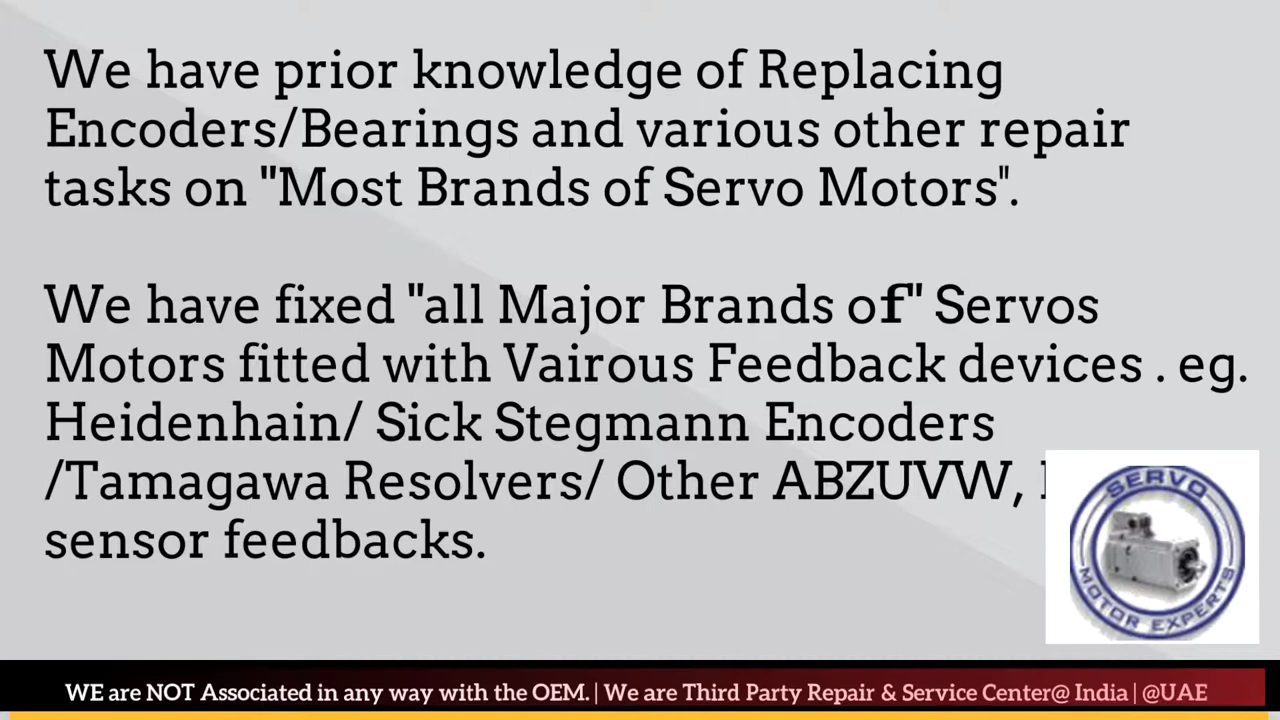 We have prior knowledge of Replacing
Encoders/Bearings and various other repair
tasks on "Most Brands of Servo Motors".
We have fixed "all Major Brands of" Servos
Motors fitted with Vairous Feedback devices . eg.
Heidenhain/ Sick Stegmann Encoders
/Tamagawa Resolvers/ Other ABZUVW,
sensor feedbacks.
SERVO
MOTOR EXPERTS
WE are NOT Associated in any way with the OEM. | We are Third Party Repair & Service Center@ India | @UAE